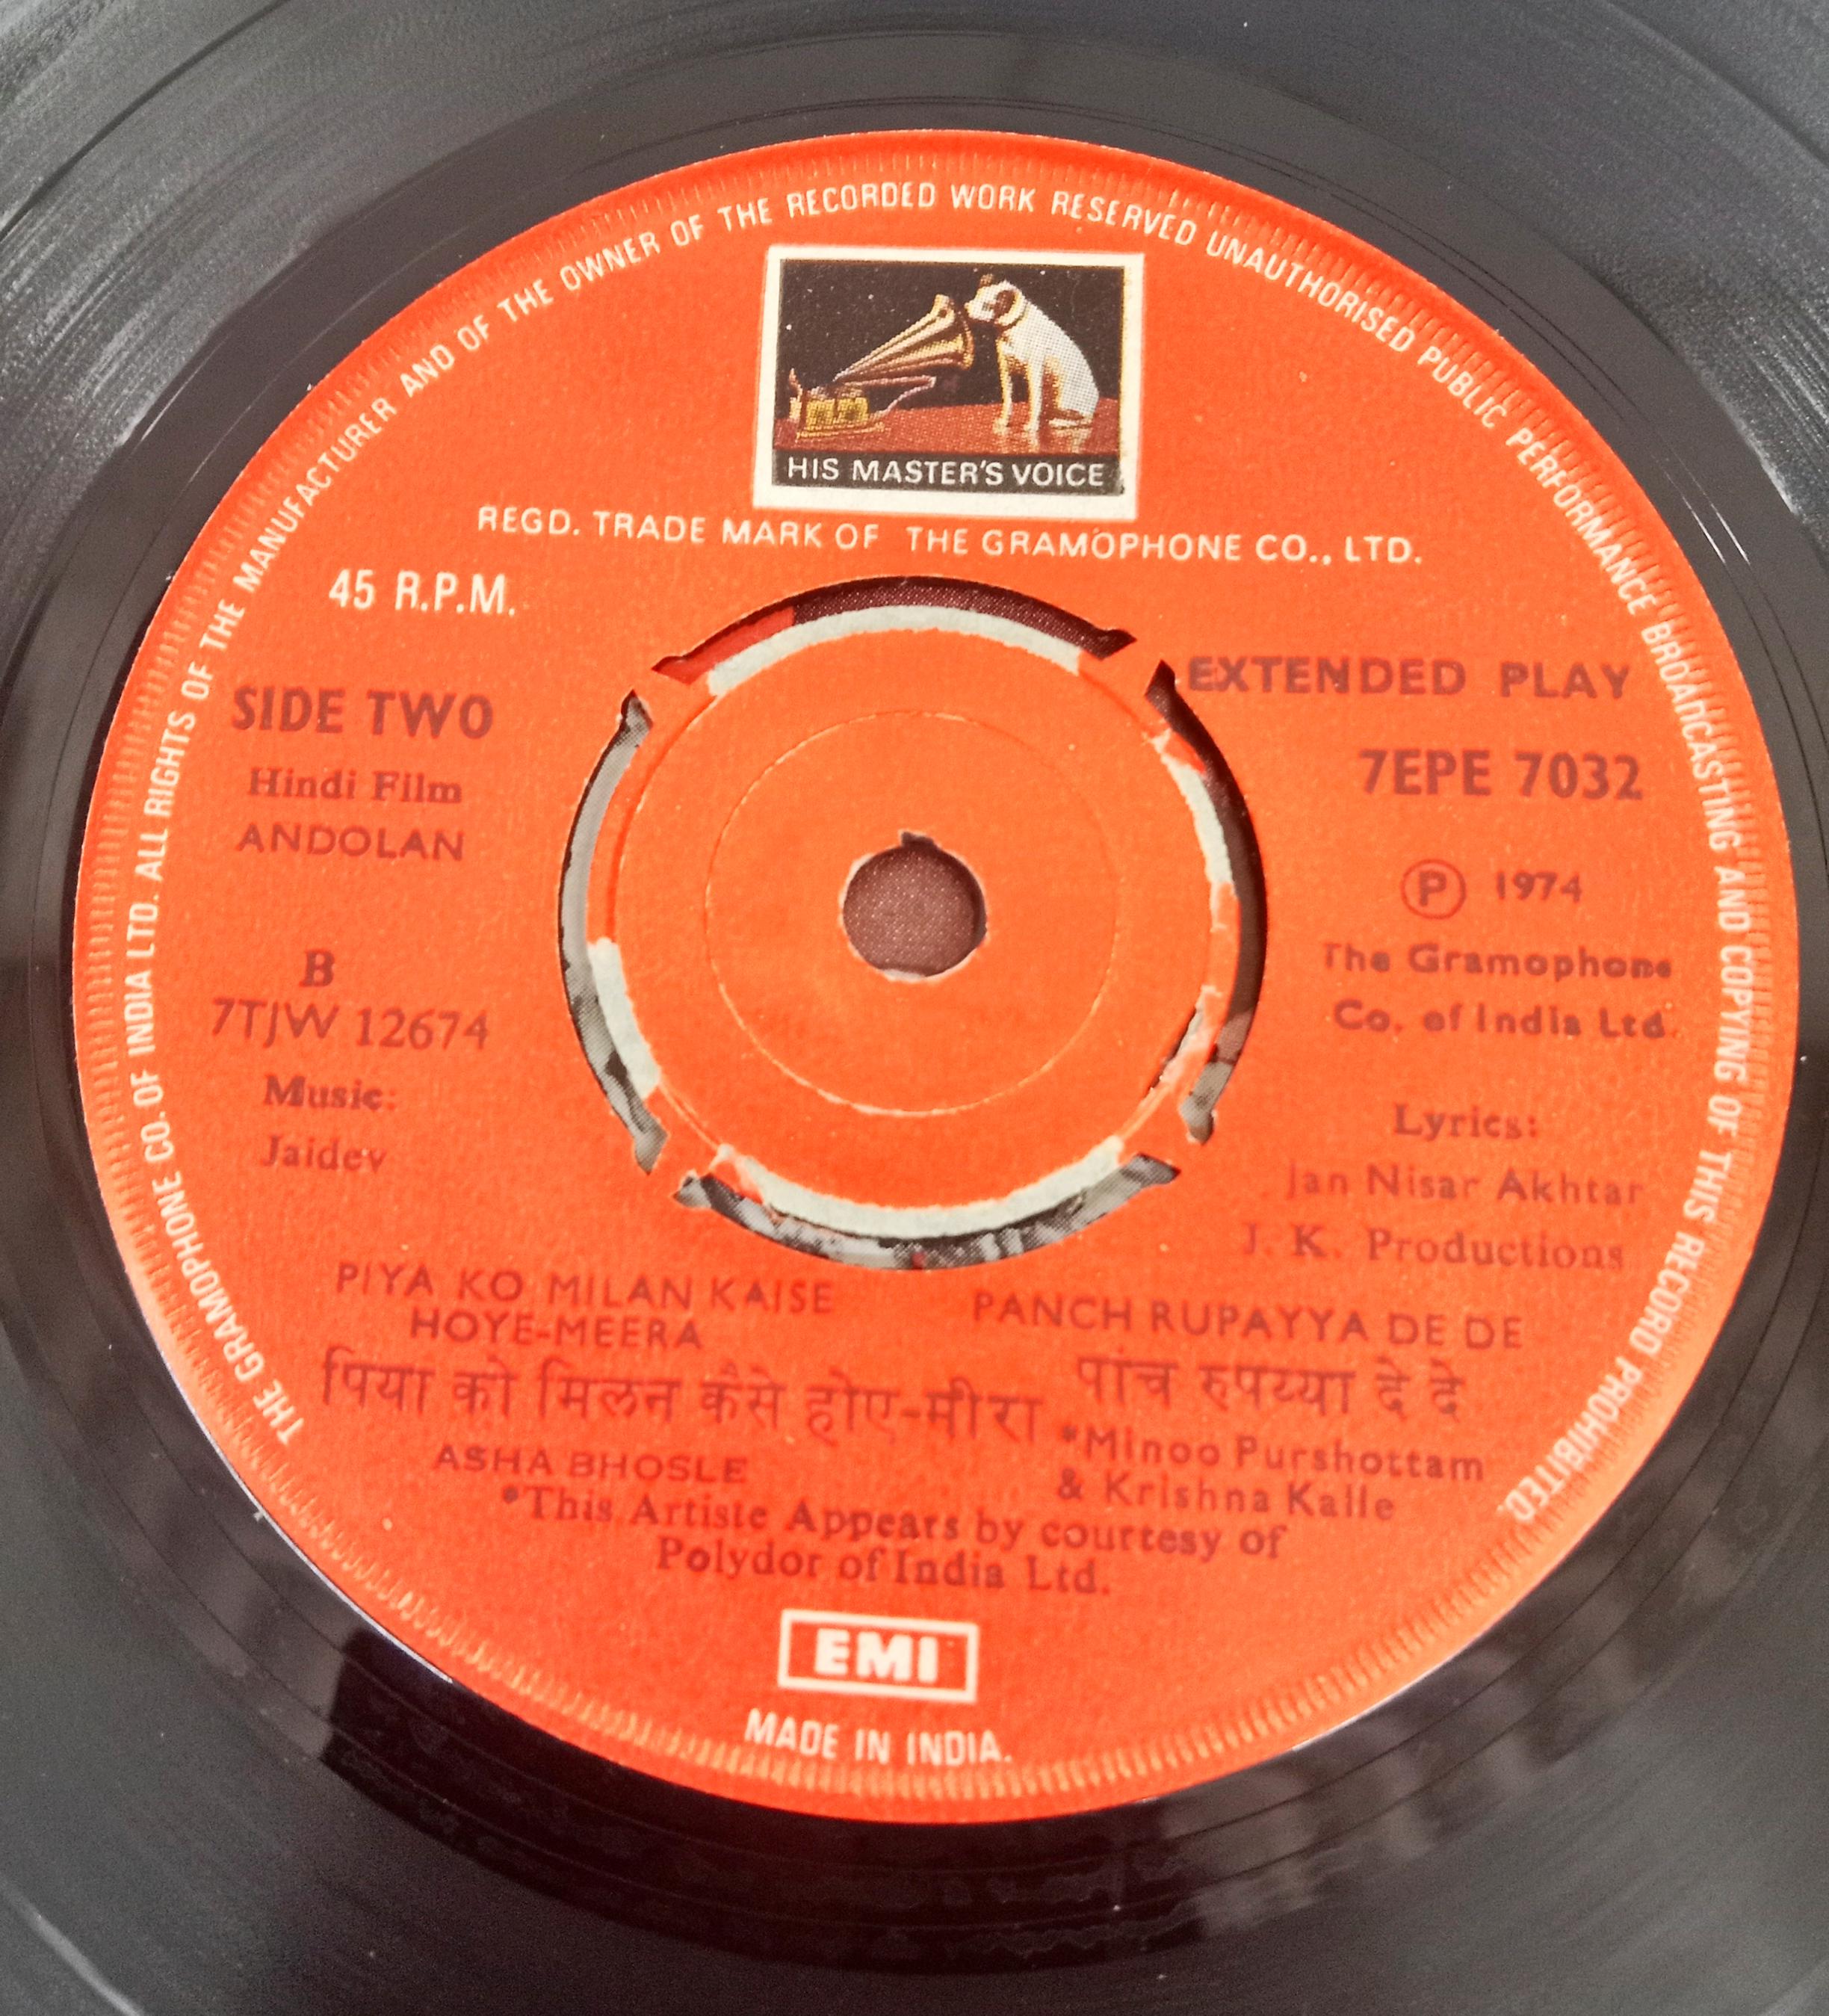 THE GRAMOPHONE CO. OF INDIA LTD. ALL RIGHTS OF THE MANUFACTURER AND OF THE OWNER OF THE RECORDED WORK RESERVED UNAUTHORISED PUBLIC PERFORMANCE BROADCASTING AND COPYING OF THIS RECORD PROHIBITED.
HIS MASTER'S VOICE
REGD. TRADE MARK OF THE GRAMOPHONE CO., LTD.
45 R.P.M.
SIDE TWO
Hindi Film
ANDOLAN
B
7TJW 12674
Music:
Jaidev
EXTENDED PLAY
7EPE 7032
Ⓟ 1974
The Gramophone
Co. of India Ltd.
Lyrics:
Jan Nisar Akhtar
J. K. Productions
PIYA KO MILAN KAISE
HOYE-MEERA
पिया को मिलन कैसे होए-मीरा
ASHA BHOSLE
PANCH RUPAYYA DE DE
पांच रुपय्या दे दे
*Minoo Purshottam
& Krishna Kalle
*This Artiste Appears by courtesy of
Polydor of India Ltd.
EMI
MADE IN INDIA.